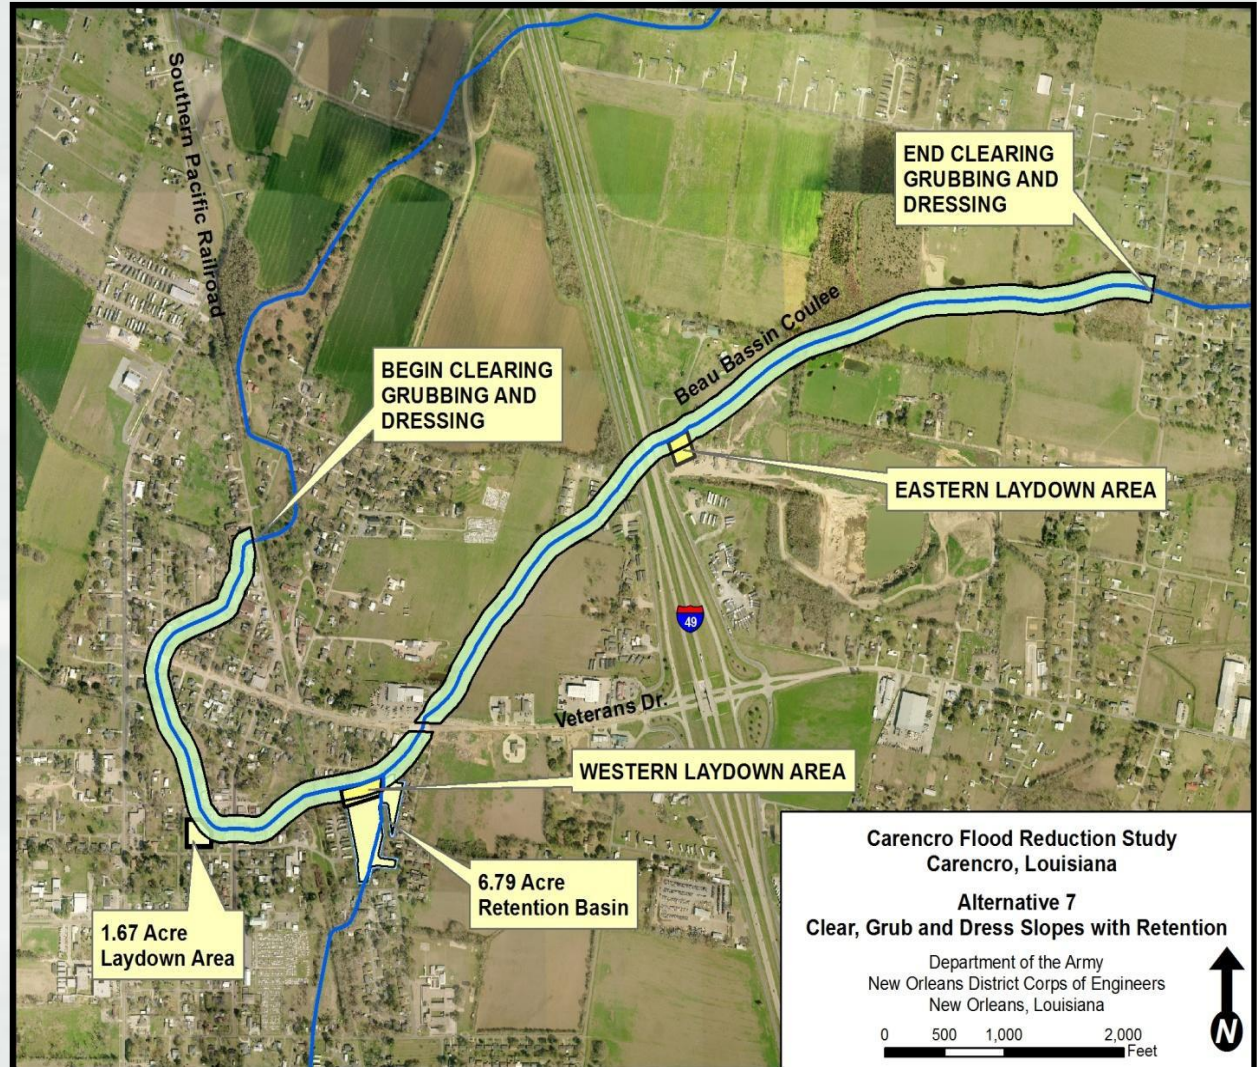 Southern Pacific Railroad
END CLEARING
GRUBBING AND
DRESSING
Beau Bassin Coulee
BEGIN CLEARING
GRUBBING AND
DRESSING
EASTERN LAYDOWN AREA
49
Veterans Dr.
WESTERN LAYDOWN AREA
6.79 Acre
Retention Basin
1.67 Acre
Laydown Area
Carencro Flood Reduction Study
Carencro, Louisiana
Alternative 7
Clear, Grub and Dress Slopes with Retention
Department of the Army
New Orleans District Corps of Engineers
New Orleans, Louisiana
0 500 1,000 2,000
Feet
N